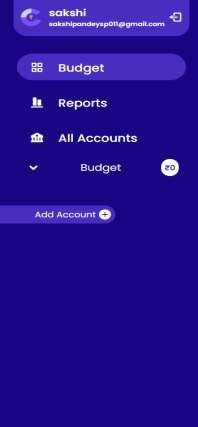 sakshi
sakshipandeysp011@gmail.com
Budget
Reports
All Accounts
Budget ₹0
Add Account +